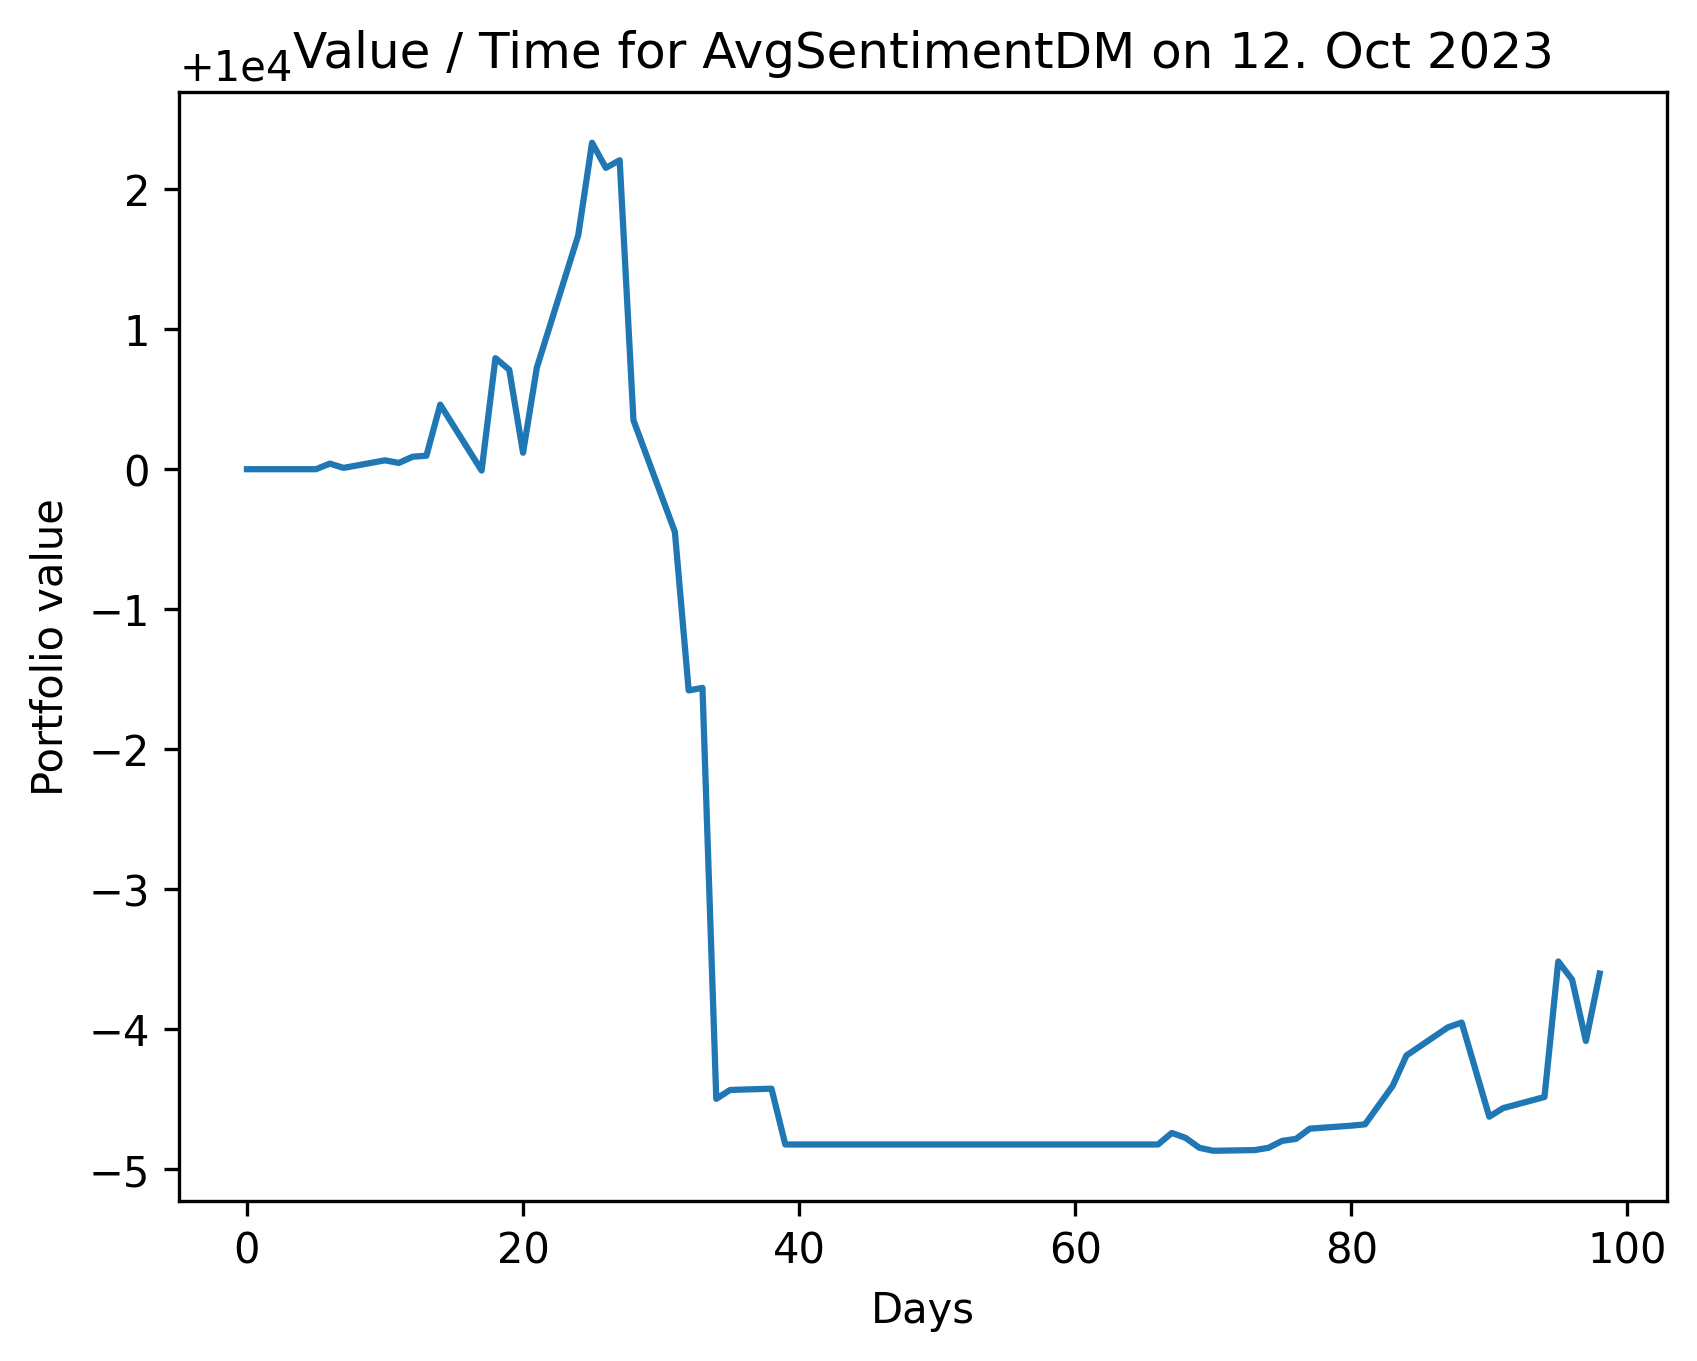 Value / Time for AvgSentimentDM on 12. Oct 2023
+1e4
2
1
0
−1
−2
−3
−4
−5
Portfolio value
0 20 40 60 80 100
Days